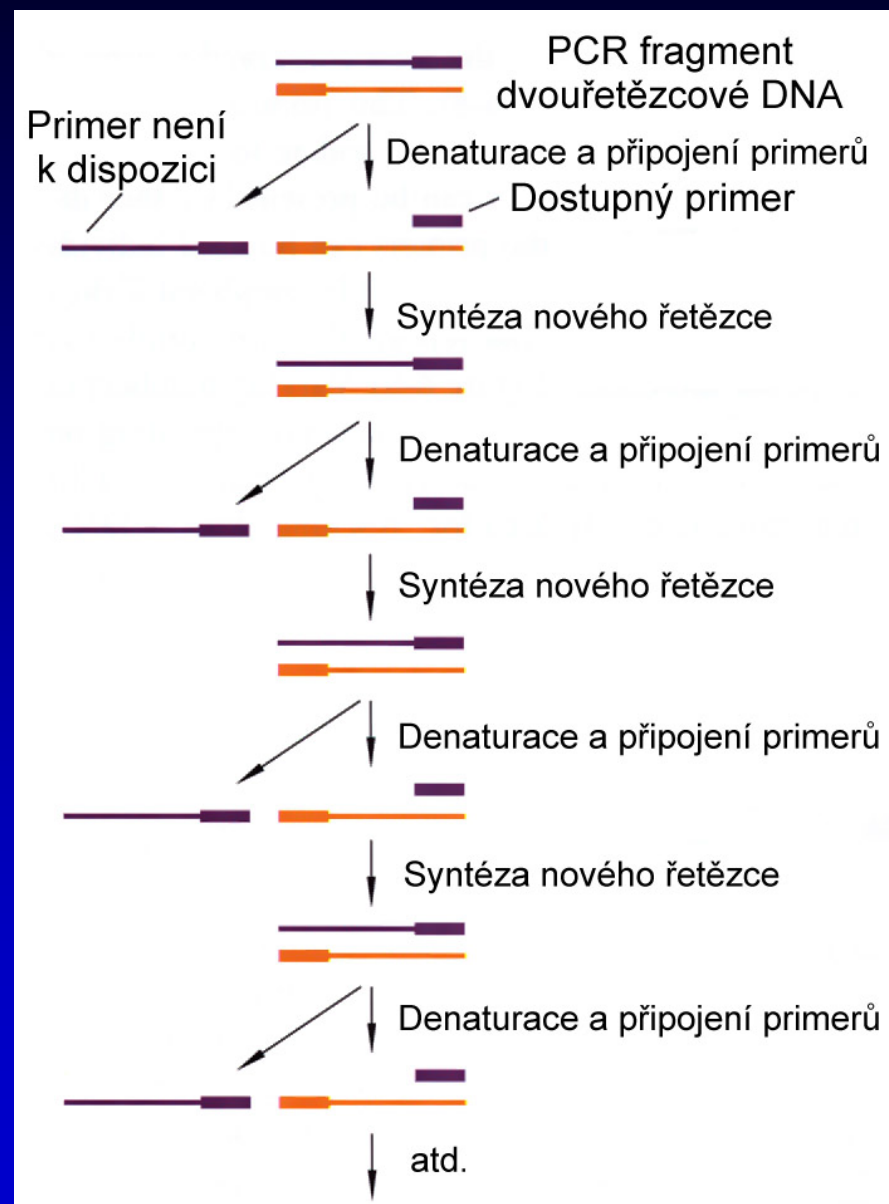 PCR fragment
dvouřetězcové DNA
Primer není
k dispozici
Denaturace a připojení primerů
Dostupný primer
Syntéza nového řetězce
Denaturace a připojení primerů
Syntéza nového řetězce
Denaturace a připojení primerů
Syntéza nového řetězce
Denaturace a připojení primerů
atd.